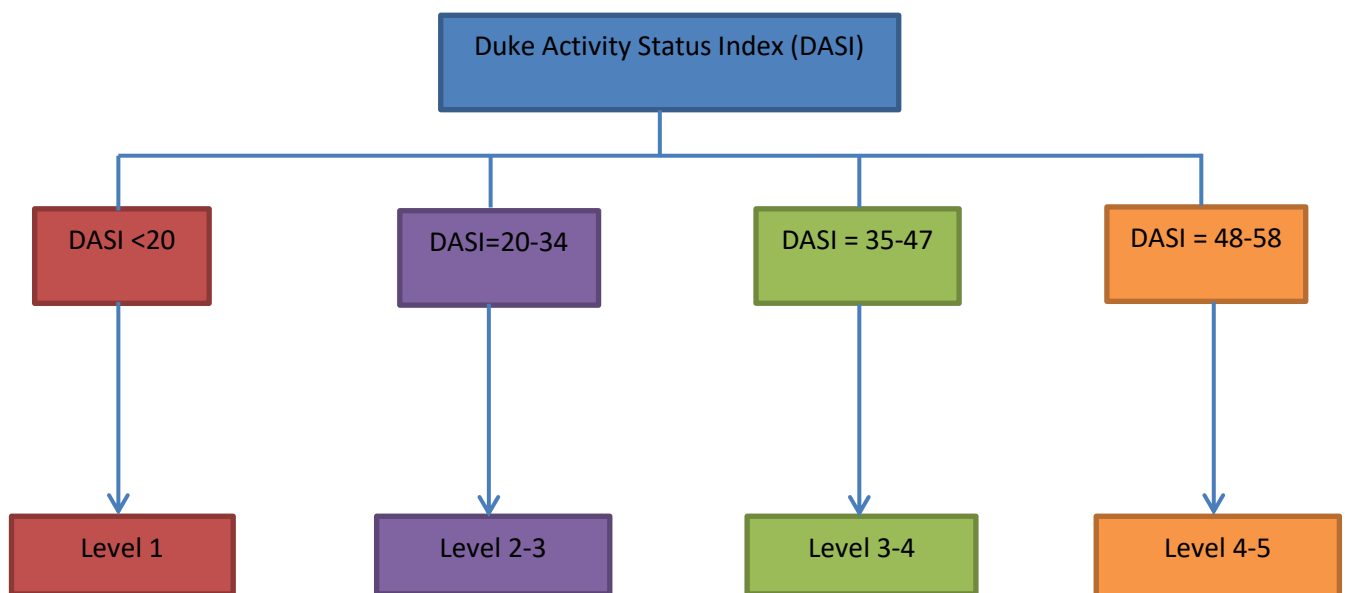 Duke Activity Status Index (DASI)
DASI <20
DASI=20-34
DASI = 35-47
DASI = 48-58
Level 1
Level 2-3
Level 3-4
Level 4-5